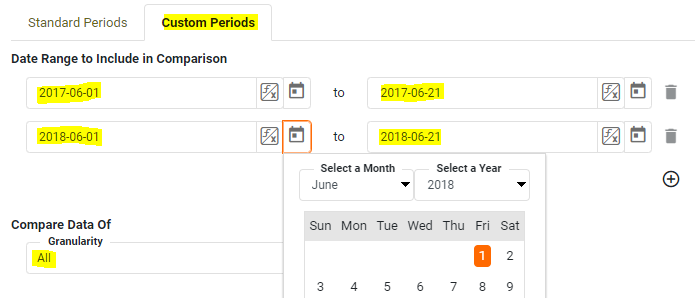 Standard Periods Custom Periods
Date Range to Include in Comparison
2017-06-01 f/x to 2017-06-21 f/x
2018-06-01 f/x to 2018-06-21 f/x
Select a Month Select a Year
June 2018
Sun Mon Tue Wed Thu Fri Sat
1 2
3 4 5 6 7 8 9
Compare Data Of
Granularity
All